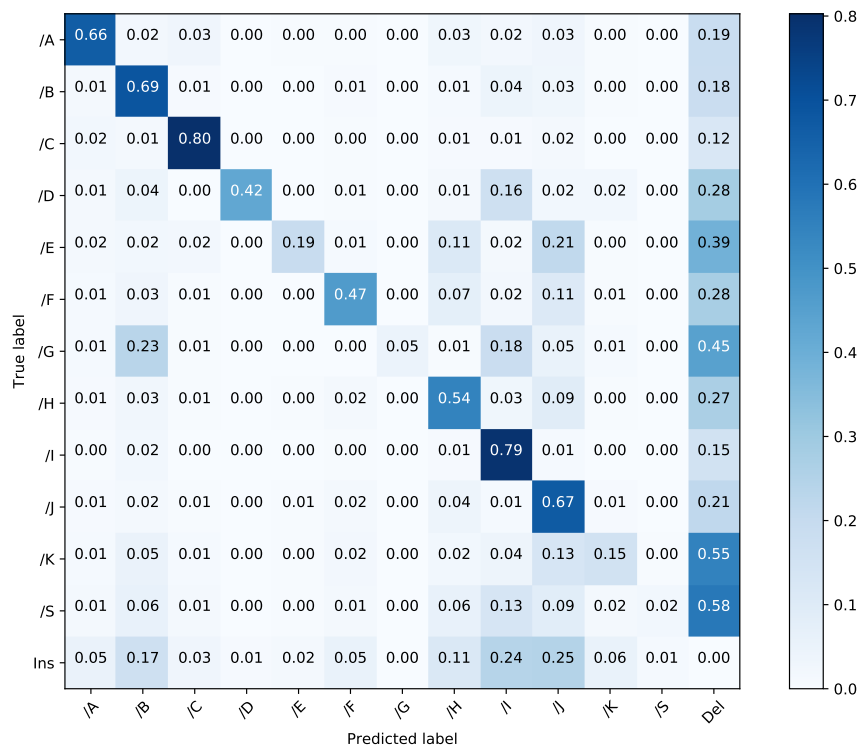 /A 0.66 0.02 0.03 0.00 0.00 0.00 0.00 0.03 0.02 0.03 0.00 0.00 0.19
/B 0.01 0.69 0.01 0.00 0.00 0.01 0.00 0.01 0.04 0.03 0.00 0.00 0.18
/C 0.02 0.01 0.80 0.00 0.00 0.00 0.00 0.01 0.01 0.02 0.00 0.00 0.12
/D 0.01 0.04 0.00 0.42 0.00 0.01 0.00 0.01 0.16 0.02 0.02 0.00 0.28
/E 0.02 0.02 0.02 0.00 0.19 0.01 0.00 0.11 0.02 0.21 0.00 0.00 0.39
/F 0.01 0.03 0.01 0.00 0.00 0.47 0.00 0.07 0.02 0.11 0.01 0.00 0.28
/G 0.01 0.23 0.01 0.00 0.00 0.00 0.05 0.01 0.18 0.05 0.01 0.00 0.45
/H 0.01 0.03 0.01 0.00 0.00 0.02 0.00 0.54 0.03 0.09 0.00 0.00 0.27
/I 0.00 0.02 0.00 0.00 0.00 0.00 0.00 0.01 0.79 0.01 0.00 0.00 0.15
/J 0.01 0.02 0.01 0.00 0.01 0.02 0.00 0.04 0.01 0.67 0.01 0.00 0.21
/K 0.01 0.05 0.01 0.00 0.00 0.02 0.00 0.02 0.04 0.13 0.15 0.00 0.55
/S 0.01 0.06 0.01 0.00 0.00 0.01 0.00 0.06 0.13 0.09 0.02 0.02 0.58
Ins 0.05 0.17 0.03 0.01 0.02 0.05 0.00 0.11 0.24 0.25 0.06 0.01 0.00
/A /B /C /D /E /F /G /H /I /J /K /S Del
Predicted label
True label
0.8
0.7
0.6
0.5
0.4
0.3
0.2
0.1
0.0